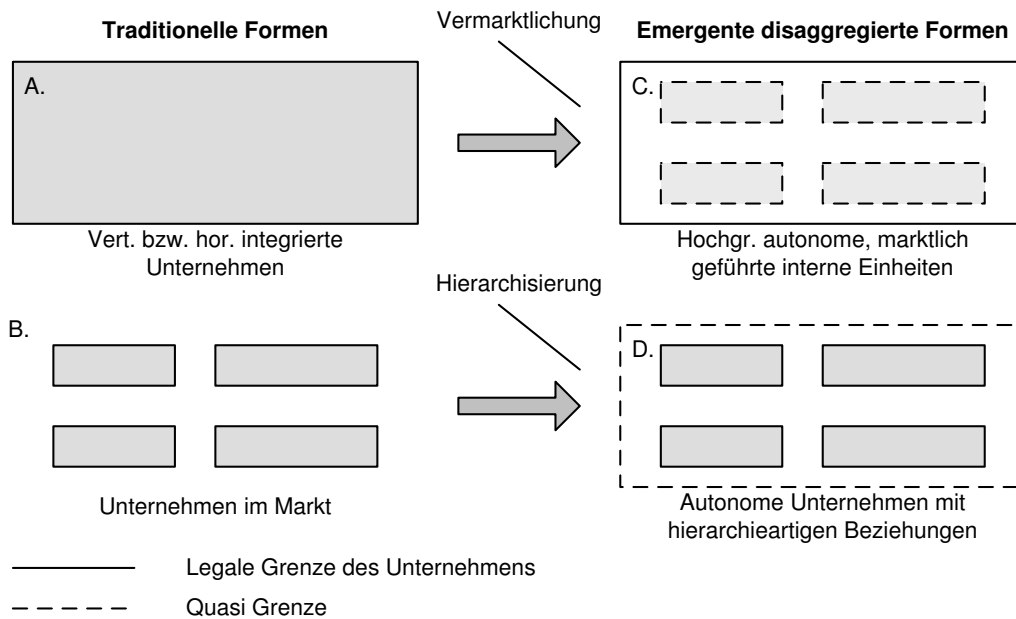 Traditionelle Formen
Vermarktlichung
Emergente disaggregierte Formen
A.
C.
Vert. bzw. hor. integrierte
Unternehmen
Hochgr. autonome, marktlich
geführte interne Einheiten
Hierarchisierung
B.
D.
Unternehmen im Markt
Autonome Unternehmen mit
hierarchieartigen Beziehungen
Legale Grenze des Unternehmens
Quasi Grenze